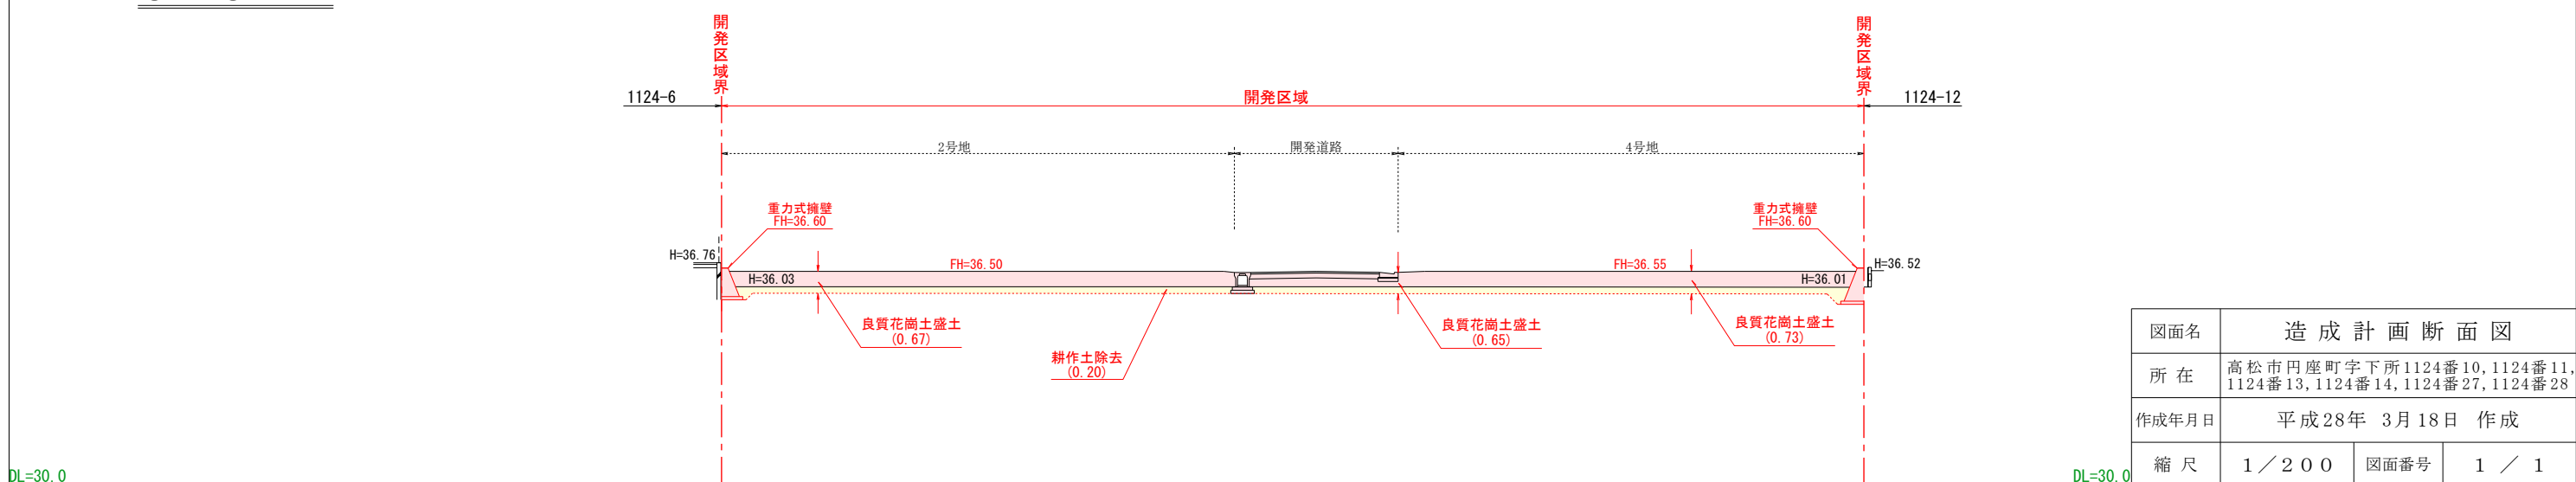 開発区域界
開発区域界
1124-6
開発区域
1124-12
2号地
開発道路
4号地
重力式擁壁
FH=36.60
重力式擁壁
FH=36.60
H=36.76
FH=36.50
FH=36.55
H=36.52
H=36.03
H=36.01
良質花崗土盛土
(0.67)
耕作土除去
(0.20)
良質花崗土盛土
(0.65)
良質花崗土盛土
(0.73)
図面名 造成計画断面図
所在 高松市円座町字下所1124番10,1124番11,
1124番13,1124番14,1124番27,1124番28
作成年月日 平成28年 3月18日 作成
縮尺 1／200 図面番号 1 ／ 1
DL=30.0
DL=30.0